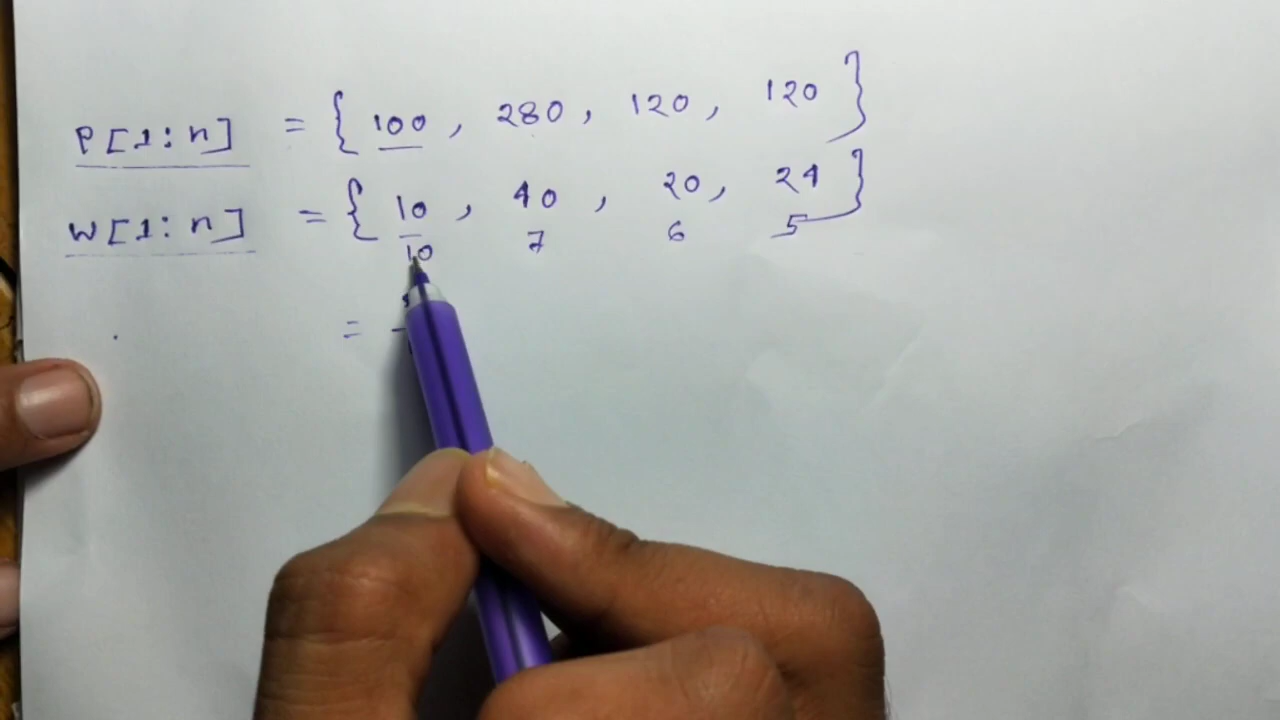 P[1:n] = { 100, 280, 120, 120 }
W[1:n] = { 10, 40, 20, 24 }
10 7 6 5
=